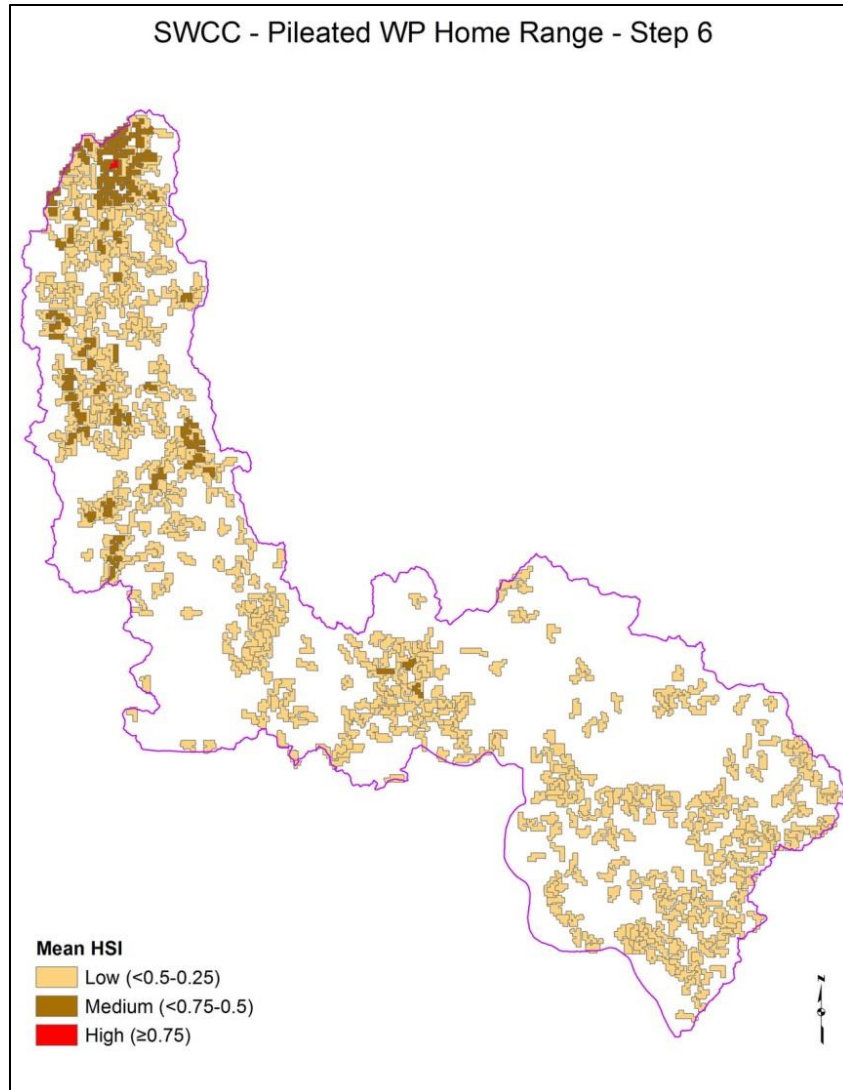 SWCC - Pileated WP Home Range - Step 6
Mean HSI
Low (<0.5-0.25)
Medium (<0.75-0.5)
High (≥0.75)
N